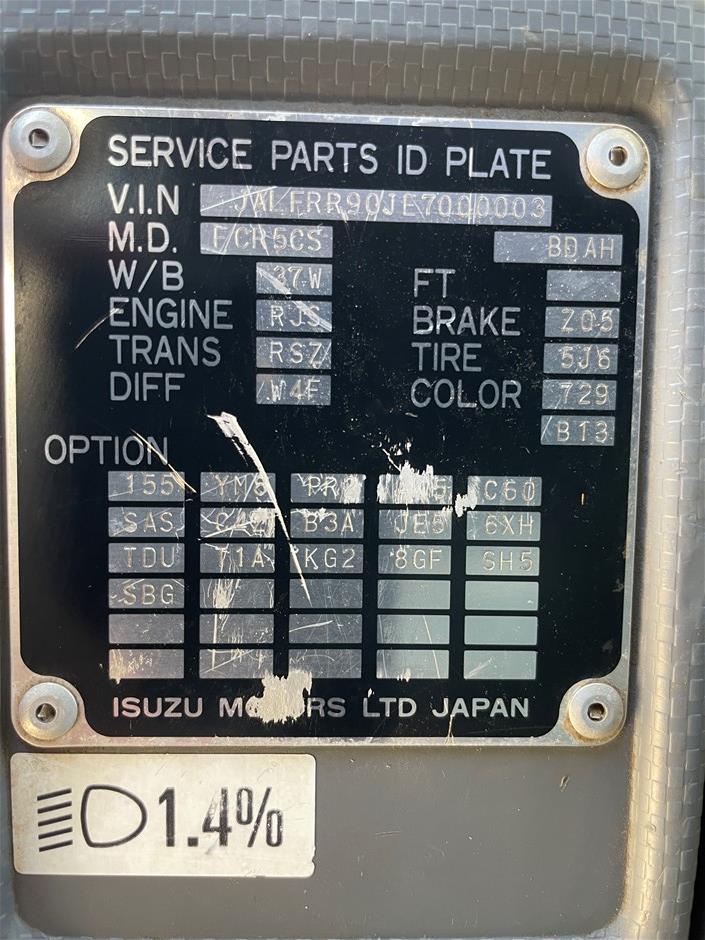 SERVICE PARTS ID PLATE
V.I.N JALFRR90JE7000003
M.D. FCR5CS BDAH
W/B 37W FT
ENGINE RJS BRAKE Z05
TRANS RSZ TIRE 5J6
DIFF W4F COLOR 729
B13
OPTION
155 YM5 C60
SAS B3A JE5 6XH
TDU 71A KG2 8GF SH5
SBG
ISUZU MOTORS LTD JAPAN
1.4%